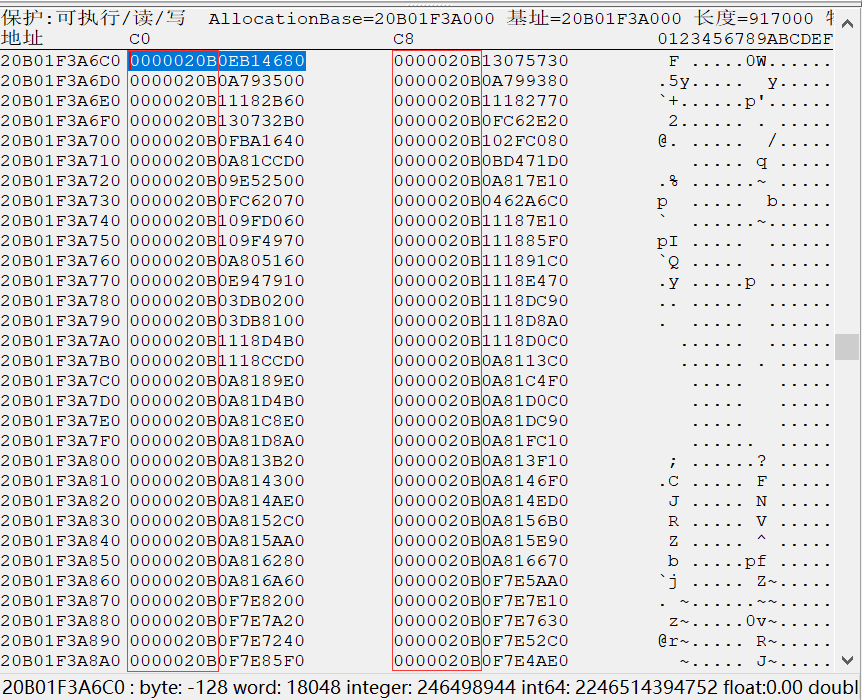 保护:可执行/读/写 AllocationBase=20B01F3A000 基址=20B01F3A000 长度=917000
地址 C0 C8 0123456789ABCDEF
20B01F3A6C0 0000020B0EB14680 0000020B13075730 F .....0W.....
20B01F3A6D0 0000020B0A793500 0000020B0A799380 .5y..... y.....
20B01F3A6E0 0000020B11182B60 0000020B11182770 `+......p'......
20B01F3A6F0 0000020B130732B0 0000020B0FC62E20 2...... . .....
20B01F3A700 0000020B0FBA1640 0000020B102FC080 @. ..... /.....
20B01F3A710 0000020B0A81CCD0 0000020B0BD471D0 ..... q .....
20B01F3A720 0000020B09E52500 0000020B0A817E10 .% ......~ .....
20B01F3A730 0000020B0FC62070 0000020B0462A6C0 p ..... b.....
20B01F3A740 0000020B109FD060 0000020B11187E10 ` ......~......
20B01F3A750 0000020B109F4970 0000020B111885F0 pI ..... ......
20B01F3A760 0000020B0A805160 0000020B111891C0 `Q ..... ......
20B01F3A770 0000020B0E947910 0000020B1118E470 .y .....p ......
20B01F3A780 0000020B03DB0200 0000020B1118DC90 .. ...... ......
20B01F3A790 0000020B03DB8100 0000020B1118D8A0 . ...... ......
20B01F3A7A0 0000020B1118D4B0 0000020B1118D0C0 ...... ......
20B01F3A7B0 0000020B1118CCD0 0000020B0A8113C0 ...... . .....
20B01F3A7C0 0000020B0A8189E0 0000020B0A81C4F0 ..... .....
20B01F3A7D0 0000020B0A81D4B0 0000020B0A81D0C0 ..... .....
20B01F3A7E0 0000020B0A81C8E0 0000020B0A81DC90 ..... .....
20B01F3A7F0 0000020B0A81D8A0 0000020B0A81FC10 ...... .....
20B01F3A800 0000020B0A813B20 0000020B0A813F10 ; ......? .....
20B01F3A810 0000020B0A814300 0000020B0A8146F0 .C ..... F .....
20B01F3A820 0000020B0A814AE0 0000020B0A814ED0 J ..... N .....
20B01F3A830 0000020B0A8152C0 0000020B0A8156B0 R ..... V .....
20B01F3A840 0000020B0A815AA0 0000020B0A815E90 Z ..... ^ .....
20B01F3A850 0000020B0A816280 0000020B0A816670 b .....pf .....
20B01F3A860 0000020B0A816A60 0000020B0F7E5AA0 `j ..... Z~.....
20B01F3A870 0000020B0F7E8200 0000020B0F7E7E10 . ~......~~.....
20B01F3A880 0000020B0F7E7A20 0000020B0F7E7630 z~.....0v~.....
20B01F3A890 0000020B0F7E7240 0000020B0F7E52C0 @r~..... R~.....
20B01F3A8A0 0000020B0F7E85F0 0000020B0F7E4AE0 ~..... J~.....
20B01F3A6C0 : byte: -128 word: 18048 integer: 246498944 int64: 2246514394752 float:0.00 doubl